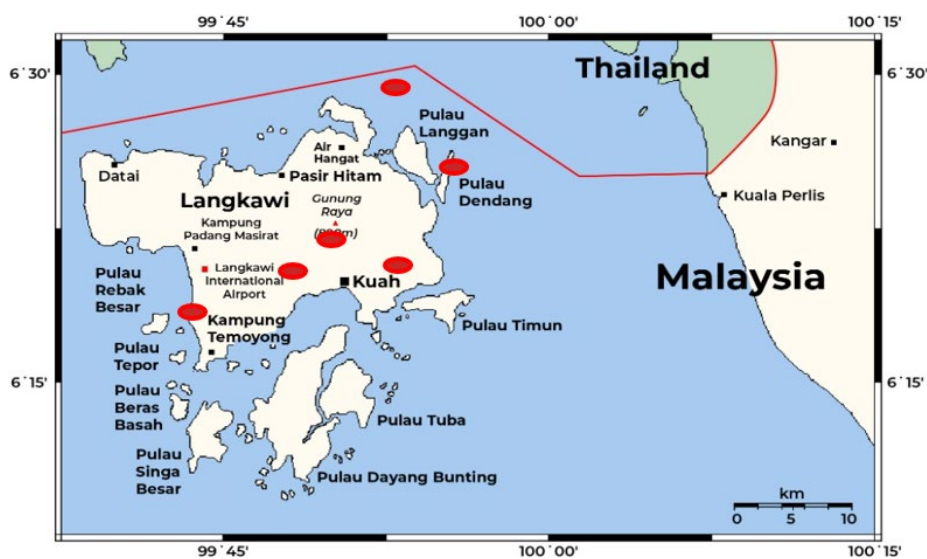 99˚45'
100˚00'
100˚15'
6˚30'
6˚30'
Thailand
Pulau
Langgan
Kangar
Air
Hangat
Datai
Pasir Hitam
Pulau
Dendang
Kuala Perlis
Langkawi
Gunung
Raya
Kampung
Padang Masirat
Pulau
Rebak
Besar
Langkawi
International
Airport
Kuah
Malaysia
Kampung
Temoyong
Pulau Timun
Pulau
Tepor
6˚15'
6˚15'
Pulau
Beras
Basah
Pulau Tuba
Pulau
Singa
Besar
Pulau Dayang Bunting
km
0 5 10
99˚45'
100˚00'
100˚15'